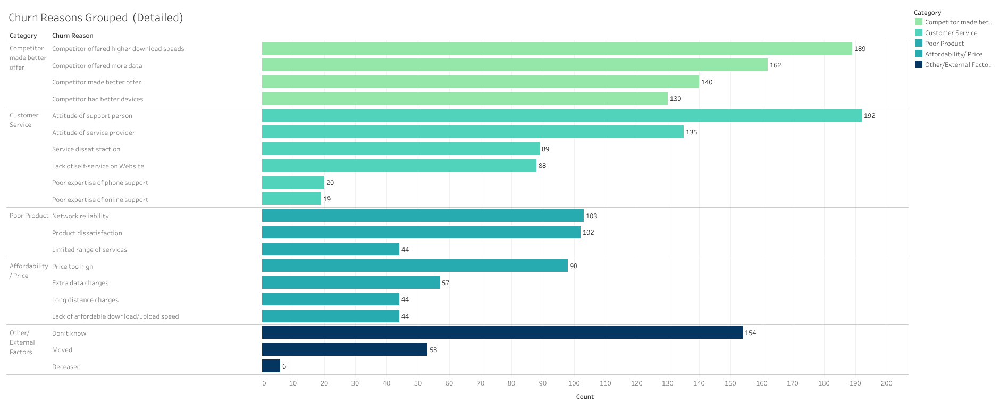 Churn Reasons Grouped (Detailed)
Category Churn Reason
Competitor made better offer
Competitor offered higher download speeds 189
Competitor offered more data 162
Competitor made better offer 140
Competitor had better devices 130
Customer Service
Attitude of support person 192
Attitude of service provider 135
Service dissatisfaction 89
Lack of self-service on Website 88
Poor expertise of phone support 20
Poor expertise of online support 19
Poor Product
Network reliability 103
Product dissatisfaction 102
Limited range of services 44
Affordability / Price
Price too high 98
Extra data charges 57
Long distance charges 44
Lack of affordable download/upload speed 44
Other/ External Factors
Don't know 154
Moved 53
Deceased 6
0 10 20 30 40 50 60 70 80 90 100 110 120 130 140 150 160 170 180 190 200
Count
Category
Competitor made bet..
Customer Service
Poor Product
Affordability/ Price
Other/External Facto..